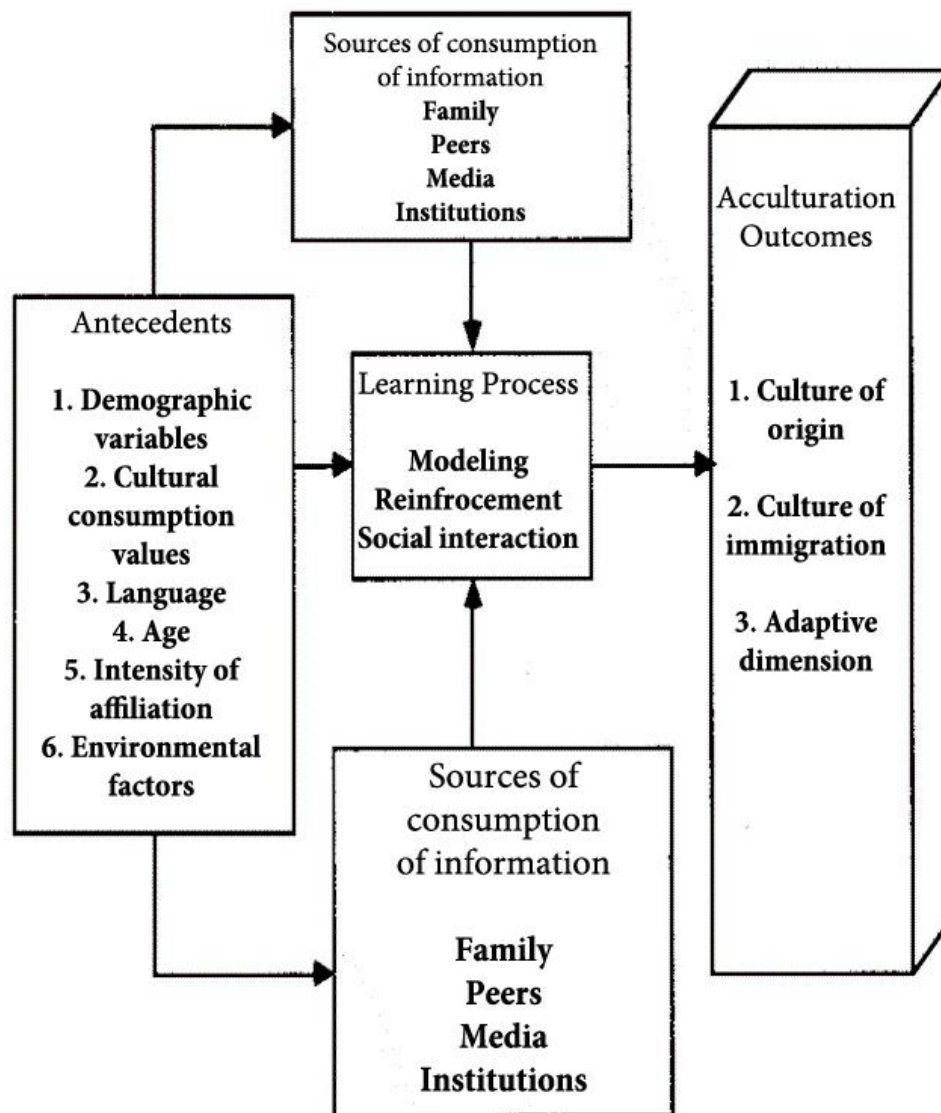 Sources of consumption
of information
Family
Peers
Media
Institutions
Antecedents
1. Demographic
variables
2. Cultural
consumption
values
3. Language
4. Age
5. Intensity of
affiliation
6. Environmental
factors
Learning Process
Modeling
Reinfrocement
Social interaction
Sources of
consumption
of information
Family
Peers
Media
Institutions
Acculturation
Outcomes
1. Culture of
origin
2. Culture of
immigration
3. Adaptive
dimension